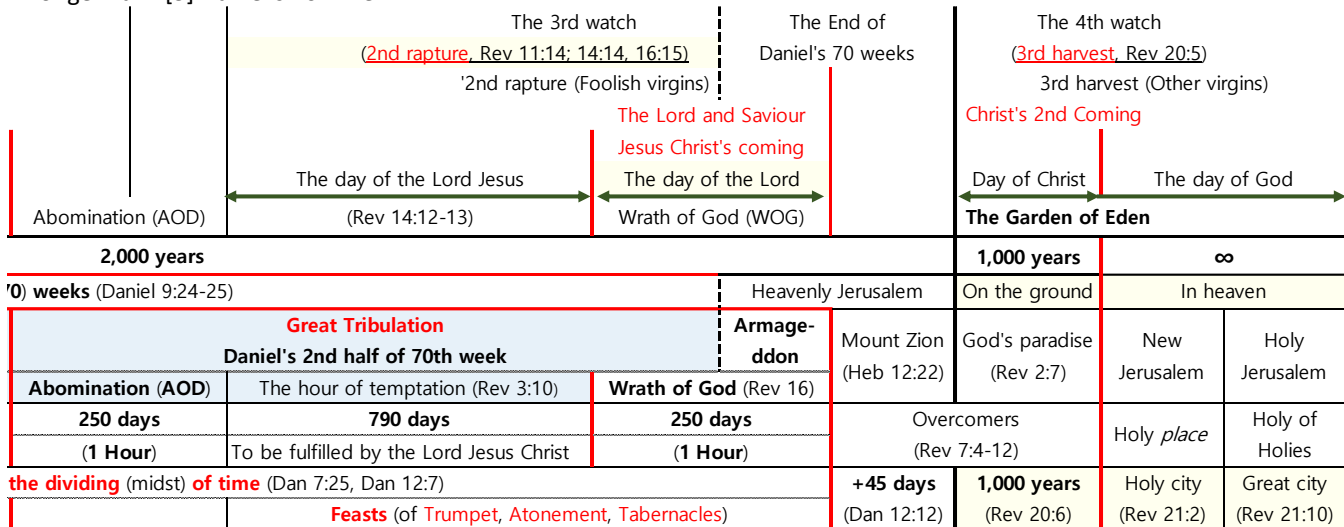 The 3rd watch The End of The 4th watch
(2nd rapture, Rev 11:14; 14:14, 16:15) Daniel's 70 weeks (3rd harvest, Rev 20:5)
'2nd rapture (Foolish virgins) 3rd harvest (Other virgins)
The Lord and Saviour Christ's 2nd Coming
Jesus Christ's coming
The day of the Lord Jesus The day of the Lord Day of Christ The day of God
Abomination (AOD) (Rev 14:12-13) Wrath of God (WOG) The Garden of Eden
2,000 years 1,000 years ∞
0) weeks (Daniel 9:24-25) Heavenly Jerusalem On the ground In heaven
Great Tribulation Armage-
Daniel's 2nd half of 70th week ddon
Mount Zion God's paradise New Holy
(Heb 12:22) (Rev 2:7) Jerusalem Jerusalem
Abomination (AOD) The hour of temptation (Rev 3:10) Wrath of God (Rev 16)
250 days 790 days 250 days Overcomers Holy place Holy of
(1 Hour) To be fulfilled by the Lord Jesus Christ (1 Hour) (Rev 7:4-12) Holies
the dividing (midst) of time (Dan 7:25, Dan 12:7) +45 days 1,000 years Holy city Great city
Feasts (of Trumpet, Atonement, Tabernacles) (Dan 12:12) (Rev 20:6) (Rev 21:2) (Rev 21:10)